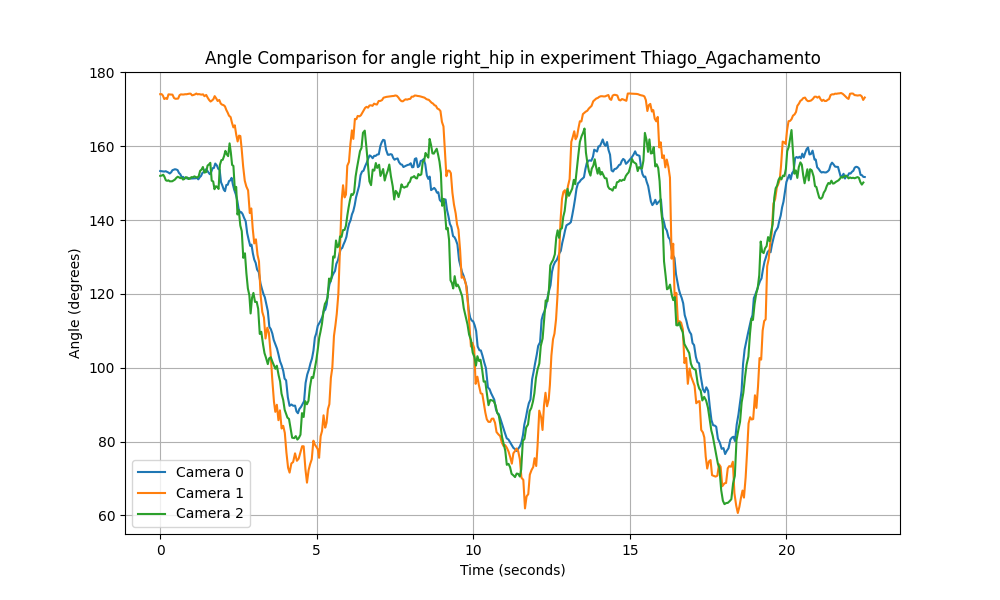 Angle Comparison for angle right_hip in experiment Thiago_Agachamento
Angle (degrees)
180
160
140
120
100
80
60
Camera 0
Camera 1
Camera 2
0
5
10
15
20
Time (seconds)